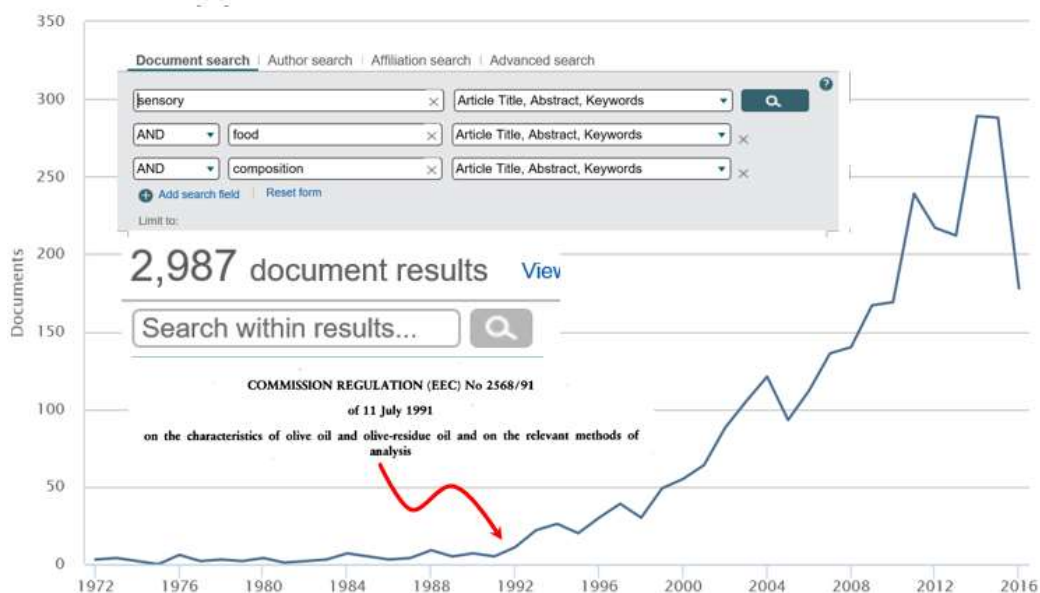 350
Document search | Author search | Affiliation search | Advanced search
sensory × Article Title, Abstract, Keywords
300
AND food × Article Title, Abstract, Keywords ×
AND composition × Article Title, Abstract, Keywords ×
250
Add search field | Reset form
Limit to:
200
2,987 document results View
Documents
150
Search within results...
COMMISSION REGULATION (EEC) No 2568/91
100
of 11 July 1991
on the characteristics of olive oil and olive-residue oil and on the relevant methods of
analysis
50
0
1972 1976 1980 1984 1988 1992 1996 2000 2004 2008 2012 2016